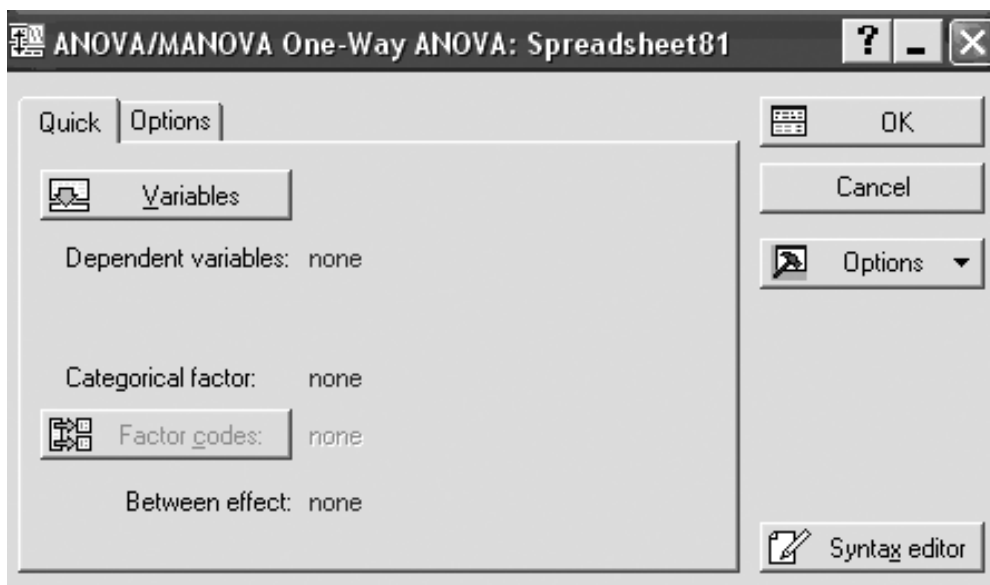 ANOVA/MANOVA One-Way ANOVA: Spreadsheet81
Quick Options
Variables
Dependent variables: none
Categorical factor: none
Factor codes: none
Between effect: none
OK
Cancel
Options
Syntax editor